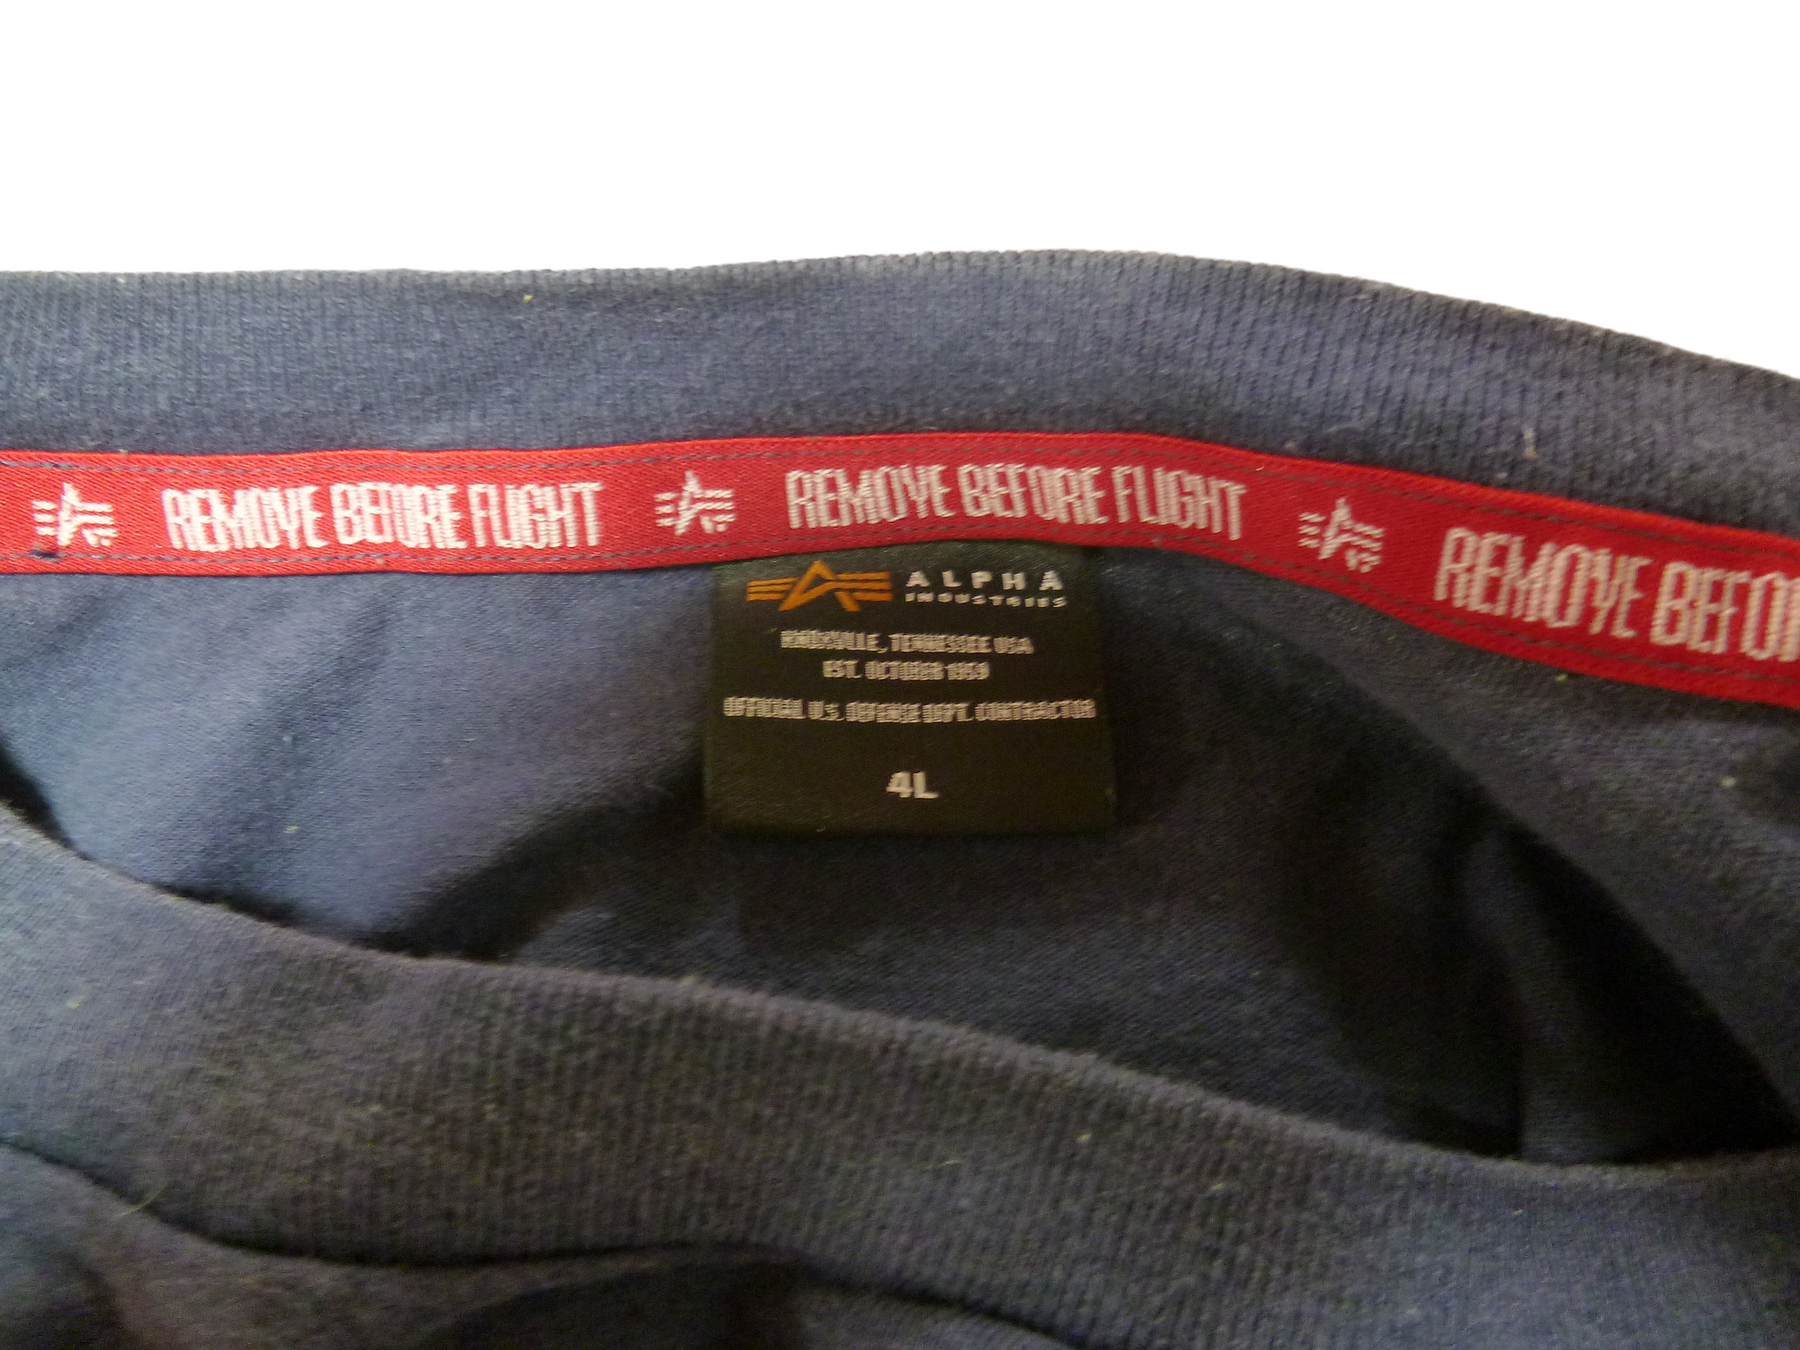 REMOVE BEFORE FLIGHT REMOVE BEFORE FLIGHT REMOVE BEFO
ALPHA
INDUSTRIES
KNOXVILLE, TENNESSEE USA
EST. OCTOBER 1959
OFFICIAL U.S. DEFENSE DEPT. CONTRACTOR
4L